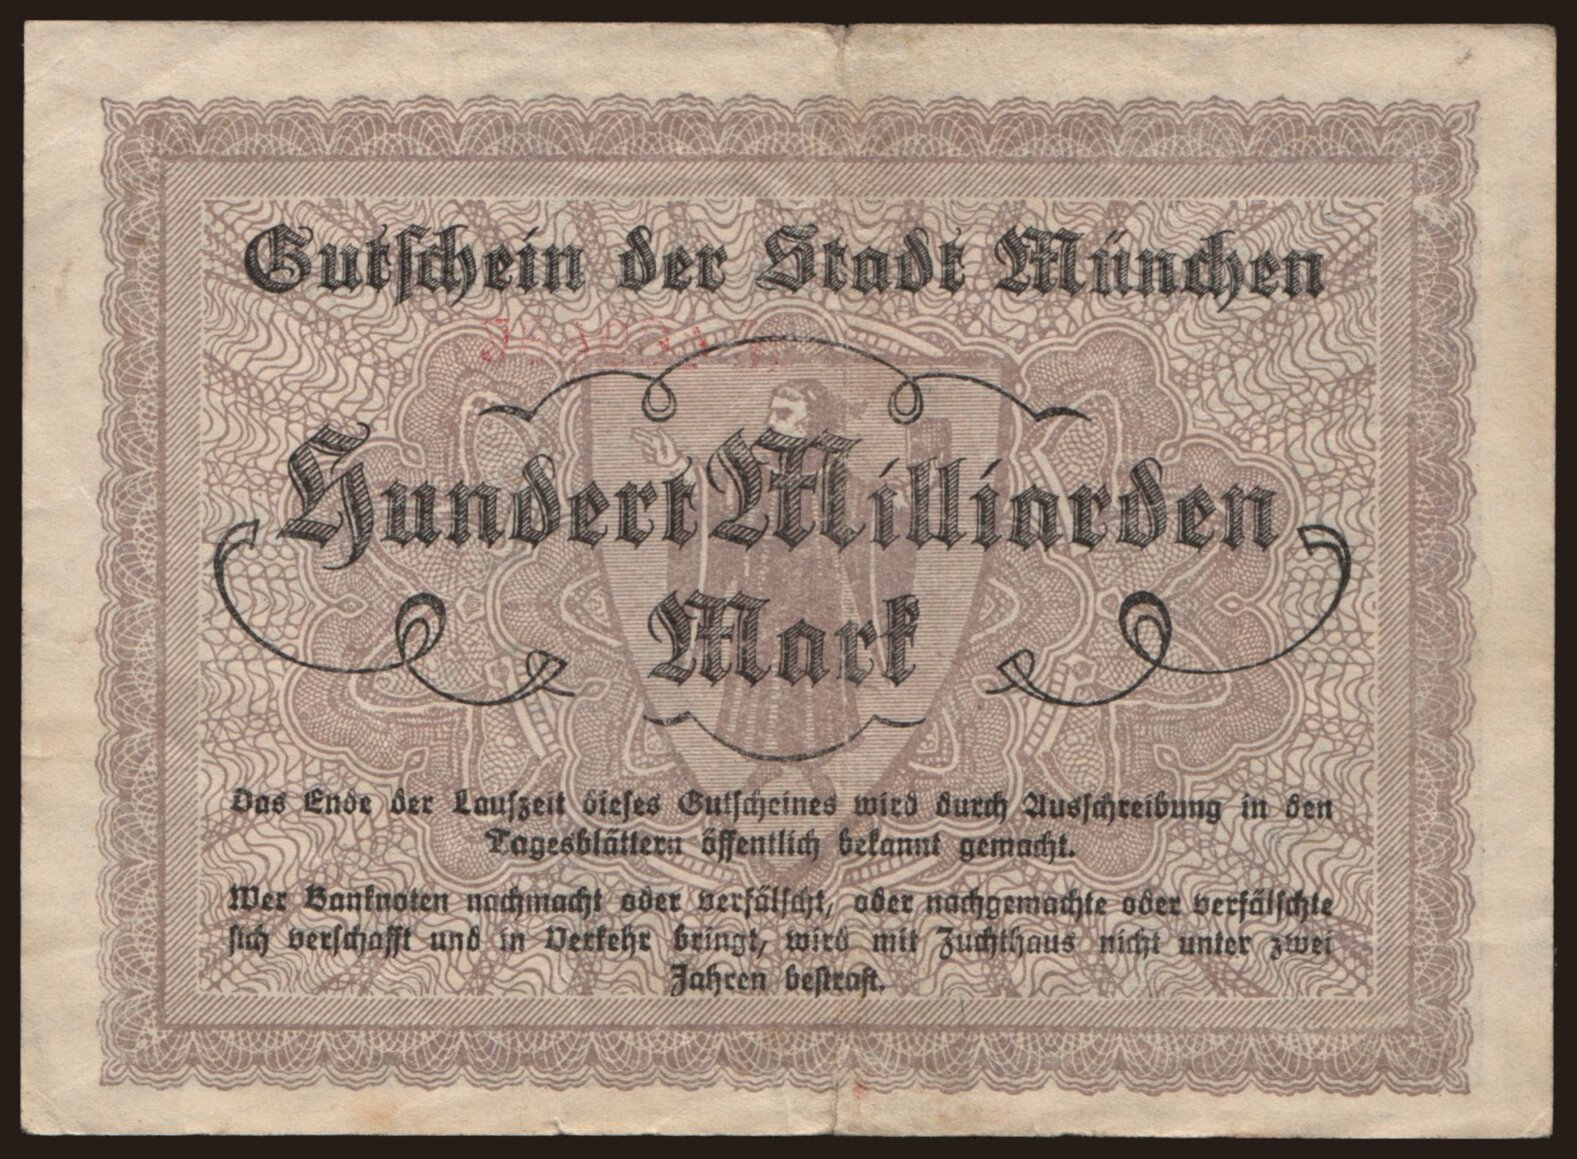 Gutschein der Stadt München
Hundert Milliarden
Mark
Das Ende der Laufzeit dieses Gutscheines wird durch Ausschreibung in den
Tagesblättern öffentlich bekannt gemacht.
Wer Banknoten nachmacht oder verfälscht, oder nachgemachte oder verfälschte
sich verschafft und in Verkehr bringt, wird mit Zuchthaus nicht unter zwei
Jahren bestraft.